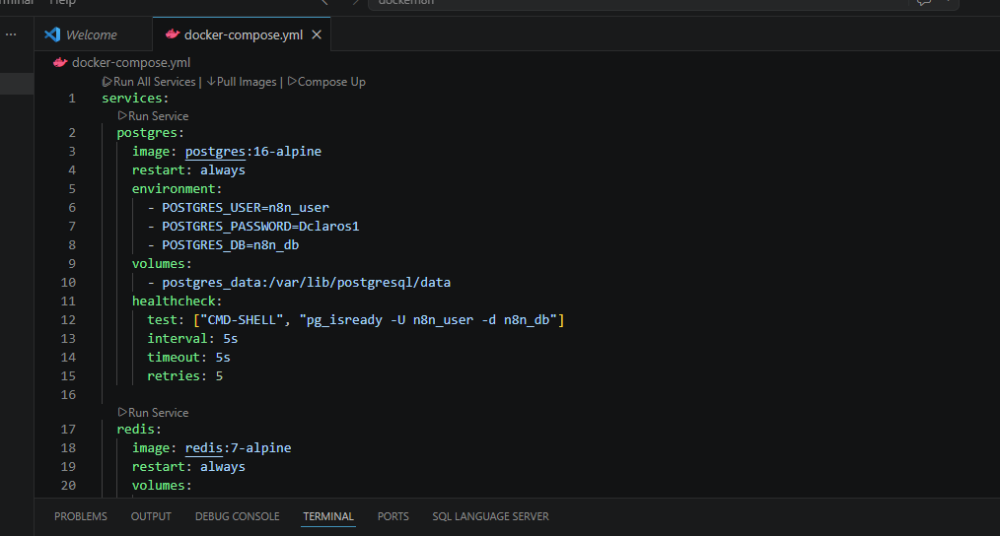 Help
dockern8n
Welcome
docker-compose.yml
docker-compose.yml
Run All Services | Pull Images | Compose Up
1 services:
Run Service
2 postgres:
3 image: postgres:16-alpine
4 restart: always
5 environment:
6 - POSTGRES_USER=n8n_user
7 - POSTGRES_PASSWORD=Dclaros1
8 - POSTGRES_DB=n8n_db
9 volumes:
10 - postgres_data:/var/lib/postgresql/data
11 healthcheck:
12 test: ["CMD-SHELL", "pg_isready -U n8n_user -d n8n_db"]
13 interval: 5s
14 timeout: 5s
15 retries: 5
16
Run Service
17 redis:
18 image: redis:7-alpine
19 restart: always
20 volumes:
PROBLEMS OUTPUT DEBUG CONSOLE TERMINAL PORTS SQL LANGUAGE SERVER